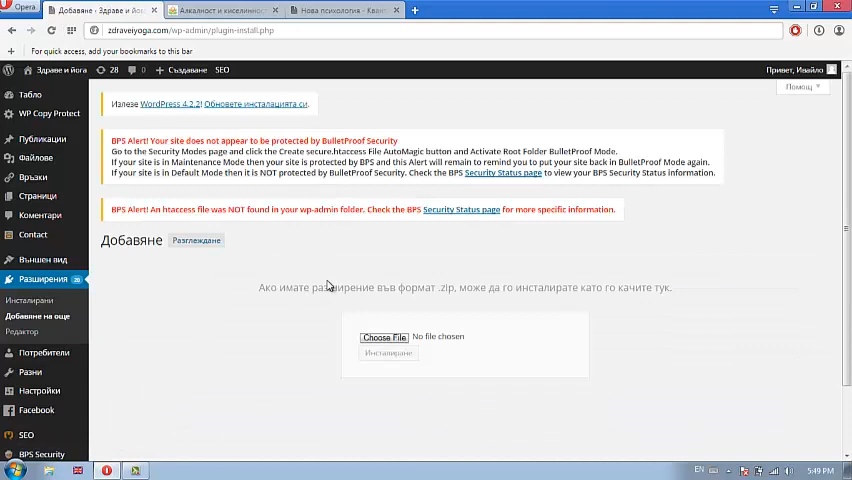 Opera
Добавяне · Здраве и йога
Алкалност и киселиннос
Нова психология - Кван
zdraveiyoga.com/wp-admin/plugin-install.php
For quick access, add your bookmarks to this bar
Здраве и йога 28 0 + Създаване SEO Привет, Ивайло
Помощ
Табло
WP Copy Protect
Публикации
Файлове
Връзки
Страници
Коментари
Contact
Външен вид
Разширения 28
Инсталирани
Добавяне на още
Редактор
Потребители
Разни
Настройки
Facebook
SEO
BPS Security
Излезе WordPress 4.2.2! Обновете инсталацията си.
BPS Alert! Your site does not appear to be protected by BulletProof Security
Go to the Security Modes page and click the Create secure.htaccess File AutoMagic button and Activate Root Folder BulletProof Mode.
If your site is in Maintenance Mode then your site is protected by BPS and this Alert will remain to remind you to put your site back in BulletProof Mode again.
If your site is in Default Mode then it is NOT protected by BulletProof Security. Check the BPS Security Status page to view your BPS Security Status information.
BPS Alert! An htaccess file was NOT found in your wp-admin folder. Check the BPS Security Status page for more specific information.
Добавяне Разглеждане
Ако имате разширение във формат .zip, може да го инсталирате като го качите тук.
Choose File No file chosen
Инсталиране
EN 5:49 PM